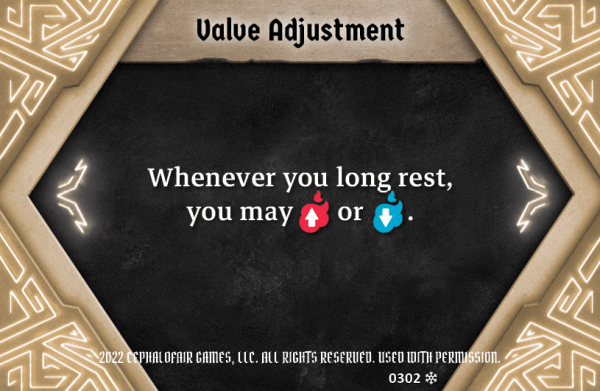 Valve Adjustment
Whenever you long rest,
you may or .
2022 CEPHALOFAIR GAMES, LLC. ALL RIGHTS RESERVED. USED WITH PERMISSION.
0302